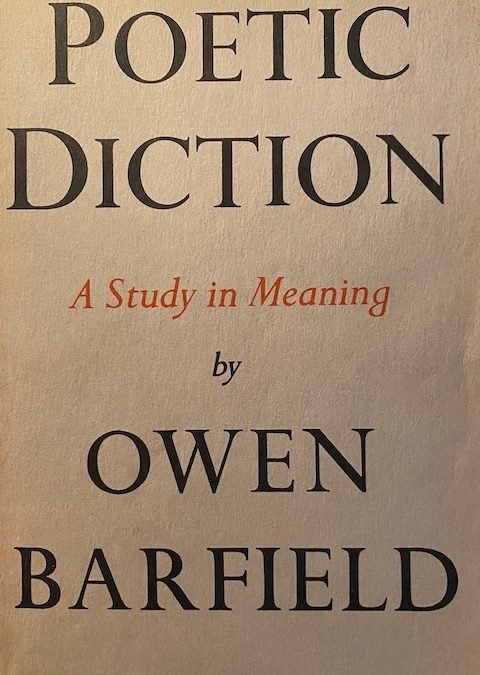 POETIC
DICTION
A Study in Meaning
by
OWEN
BARFIELD